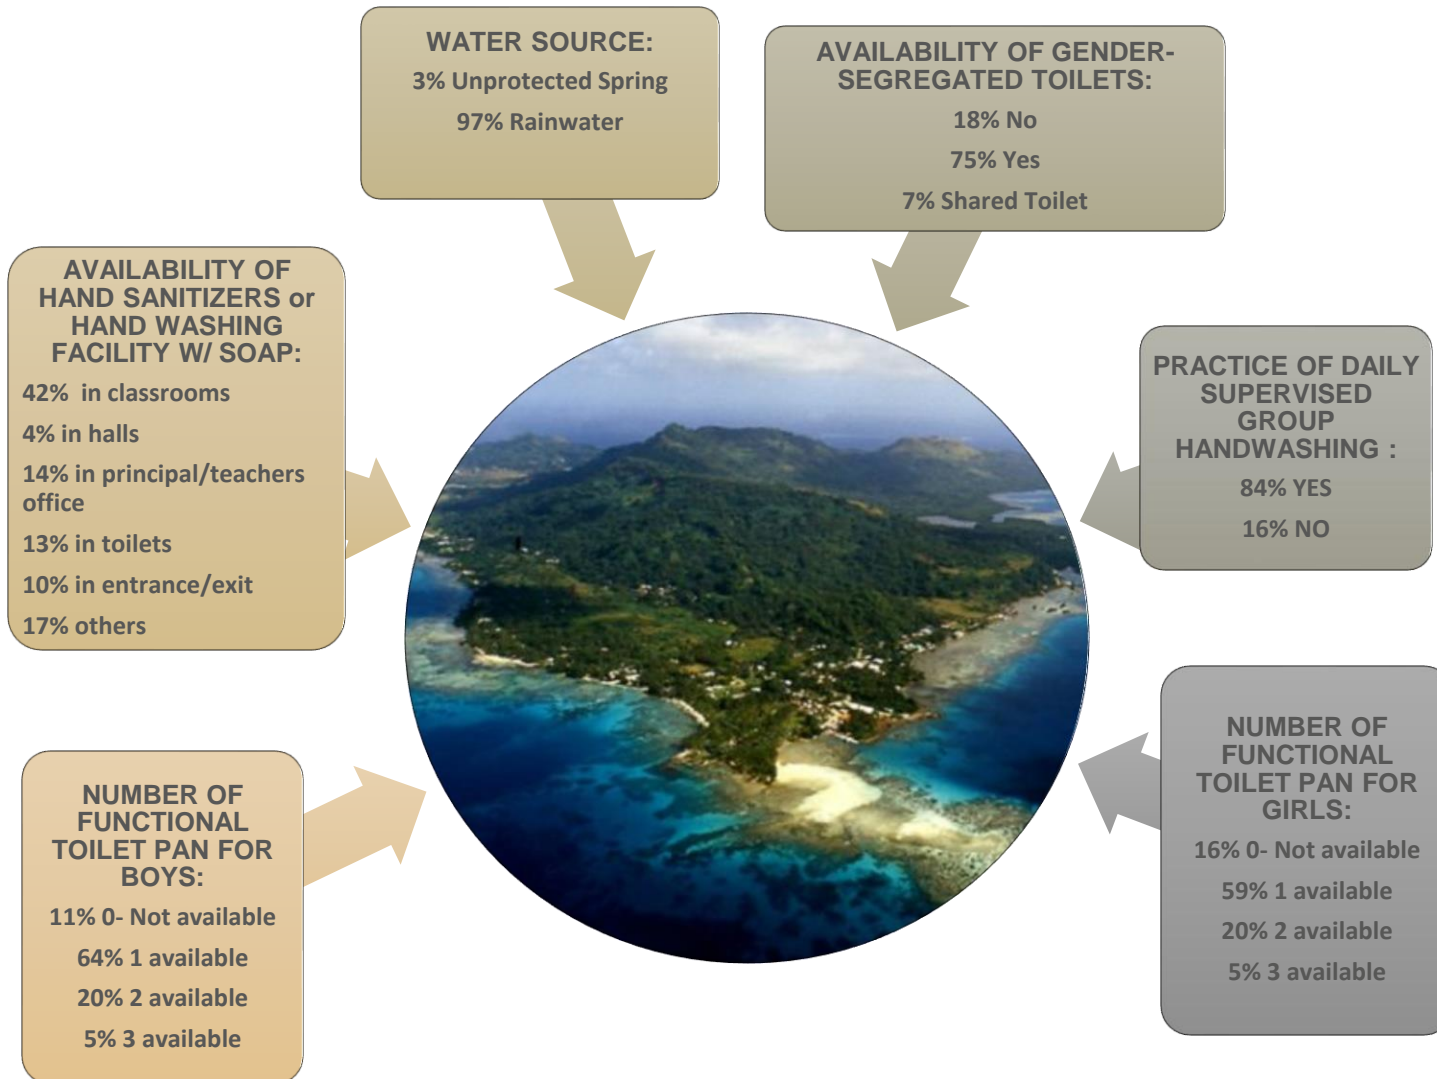 WATER SOURCE:
3% Unprotected Spring
97% Rainwater
AVAILABILITY OF GENDER-
SEGREGATED TOILETS:
18% No
75% Yes
7% Shared Toilet
AVAILABILITY OF
HAND SANITIZERS or
HAND WASHING
FACILITY W/ SOAP:
42% in classrooms
4% in halls
14% in principal/teachers
office
13% in toilets
10% in entrance/exit
17% others
PRACTICE OF DAILY
SUPERVISED
GROUP
HANDWASHING :
84% YES
16% NO
NUMBER OF
FUNCTIONAL
TOILET PAN FOR
BOYS:
11% 0- Not available
64% 1 available
20% 2 available
5% 3 available
NUMBER OF
FUNCTIONAL
TOILET PAN FOR
GIRLS:
16% 0- Not available
59% 1 available
20% 2 available
5% 3 available